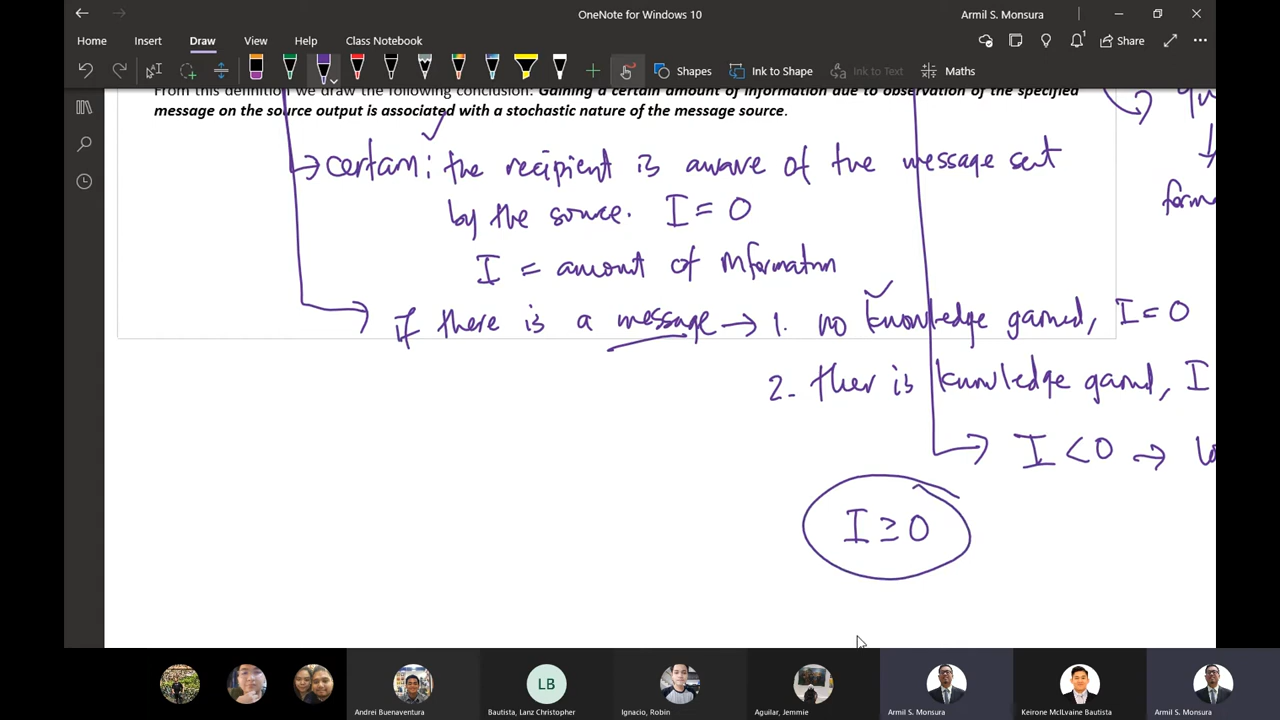 OneNote for Windows 10
Armil S. Monsura
Home Insert Draw View Help Class Notebook
Share
Shapes Ink to Shape Ink to Text Maths
From this definition we draw the following conclusion: Gaining a certain amount of information due to observation of the specified
message on the source output is associated with a stochastic nature of the message source.
certain: the recipient is aware of the message sent
by the source. I = 0
I = amount of information
if there is a message → 1. no knowledge gained, I = 0
2. ther is knowledge gained, I
I < 0 →
I ≥ 0
form
LB
Andrei Buenaventura
Bautista, Lanz Christopher
Ignacio, Robin
Aguilar, Jemmie
Armil S. Monsura
Keirone McIlvaine Bautista
Armil S. Monsura